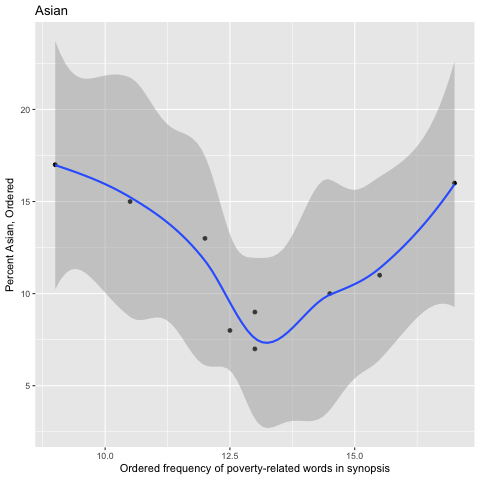 Asian
20
15
10
5
Percent Asian, Ordered
10.0
12.5
15.0
Ordered frequency of poverty-related words in synopsis